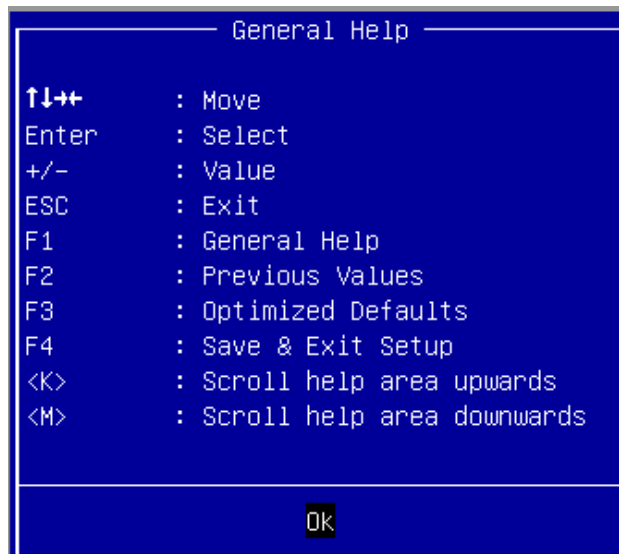 General Help
↑↓→← : Move
Enter : Select
+/- : Value
ESC : Exit
F1 : General Help
F2 : Previous Values
F3 : Optimized Defaults
F4 : Save & Exit Setup
<K> : Scroll help area upwards
<M> : Scroll help area downwards
Ok